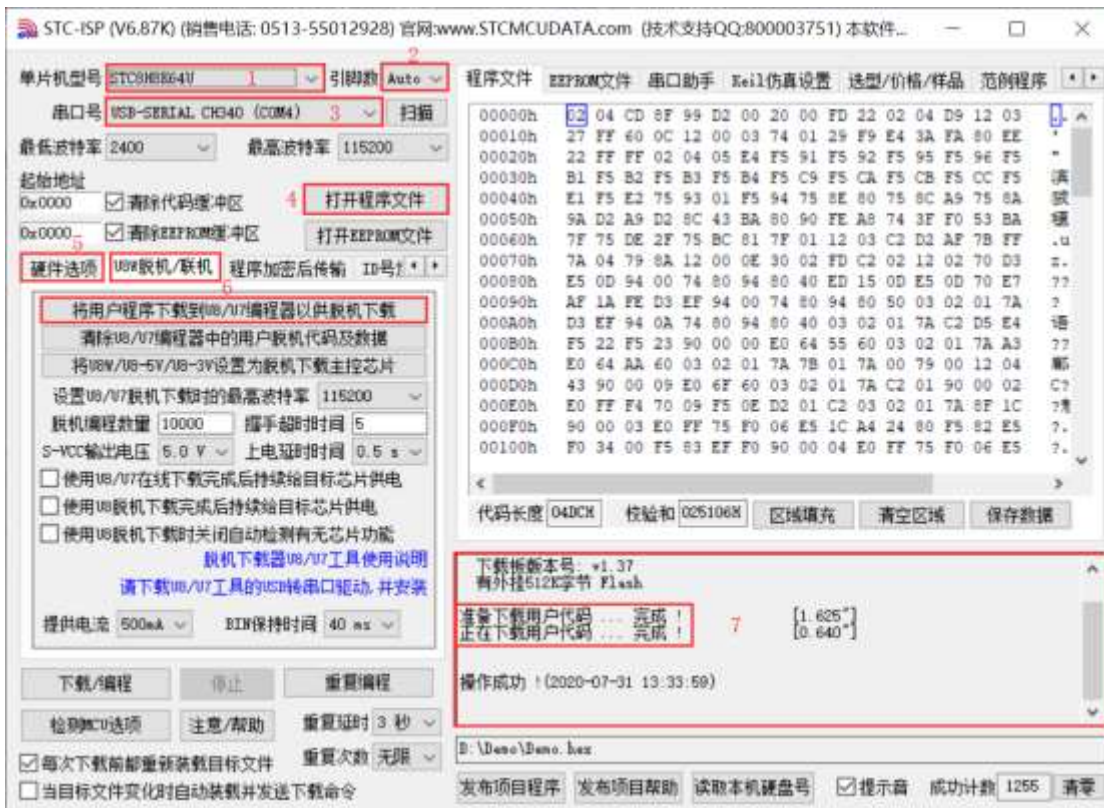 STC-ISP (V6.87K) (销售电话: 0513-55012928) 官网:www.STCMCUDATA.com (技术支持QQ:800003751) 本软件...
单片机型号 STC8H8K64U 1 引脚数 Auto 2
串口号 USB-SERIAL CH340 (COM4) 3 扫描
最低波特率 2400 最高波特率 115200
起始地址
0x0000 清除代码缓冲区 4 打开程序文件
0x0000 清除EEPROM缓冲区 打开EEPROM文件
5
硬件选项 U8W脱机/联机 程序加密后传输 ID号
6
将用户程序下载到U8/U7编程器以供脱机下载
清除U8/U7编程器中的用户脱机代码及数据
将U8W/U8-5V/U8-3V设置为脱机下载主控芯片
设置U8/U7脱机下载时的最高波特率 115200
脱机编程数量 10000 握手超时时间 5
S-VCC输出电压 5.0 V 上电延时时间 0.5 s
使用U8/U7在线下载完成后持续给目标芯片供电
使用U8脱机下载完成后持续给目标芯片供电
使用U8脱机下载时关闭自动检测有无芯片功能
脱机下载器U8/U7工具使用说明
请下载U8/U7工具的USB转串口驱动,并安装
提供电流 500mA BIN保持时间 40 ms
下载/编程 停止 重复编程
检测MCU选项 注意/帮助 重复延时 3 秒
每次下载前都重新装载目标文件 重复次数 无限
当目标文件变化时自动装载并发送下载命令
程序文件 EEPROM文件 串口助手 Keil仿真设置 选型/价格/样品 范例程序
00000h 02 04 CD 8F 99 D2 00 20 00 FD 22 02 04 D9 12 03
00010h 27 FF 60 0C 12 00 03 74 01 29 F9 E4 3A FA 80 EE
00020h 22 FF FF 02 04 05 E4 F5 91 F5 92 F5 95 F5 96 F5
00030h B1 F5 B2 F5 B3 F5 B4 F5 C9 F5 CA F5 CB F5 CC F5
00040h E1 F5 E2 75 93 01 F5 94 75 8E 80 75 8C A9 75 8A
00050h 9A D2 A9 D2 8C 43 BA 80 90 FE A8 74 3F F0 53 BA
00060h 7F 75 DE 2F 75 BC 81 7F 01 12 03 C2 D2 AF 7B FF .u
00070h 7A 04 79 8A 12 00 0E 30 02 FD C2 02 12 02 70 D3 z.
00080h E5 0D 94 00 74 80 94 80 40 ED 15 0D E5 0D 70 E7 ??
00090h AF 1A FE D3 EF 94 00 74 80 94 80 50 03 02 01 7A ?
000A0h D3 EF 94 0A 74 80 94 80 40 03 02 01 7A C2 D5 E4 语
000B0h F5 22 F5 23 90 00 00 E0 64 55 60 03 02 01 7A A3 ??
000C0h E0 64 AA 60 03 02 01 7A 7B 01 7A 00 79 00 12 04
000D0h 43 90 00 09 E0 6F 60 03 02 01 7A C2 01 90 00 02 C?
000E0h E0 FF F4 70 09 F5 0E D2 01 C2 03 02 01 7A 8F 1C
000F0h 90 00 03 E0 FF 75 F0 06 E5 1C A4 24 80 F5 82 E5 ?.
00100h F0 34 00 F5 83 EF F0 90 00 04 E0 FF 75 F0 06 E5 ?.
代码长度 04DCH 校验和 025106H 区域填充 清空区域 保存数据
下载板版本号: v1.37
有外挂512K字节 Flash
准备下载用户代码 ... 完成 ! [1.625"]
正在下载用户代码 ... 完成 ! 7 [0.640"]
操作成功 !(2020-07-31 13:33:59)
D:\Demo\Demo.hex
发布项目程序 发布项目帮助 读取本机硬盘号 提示音 成功计数 1255 清零